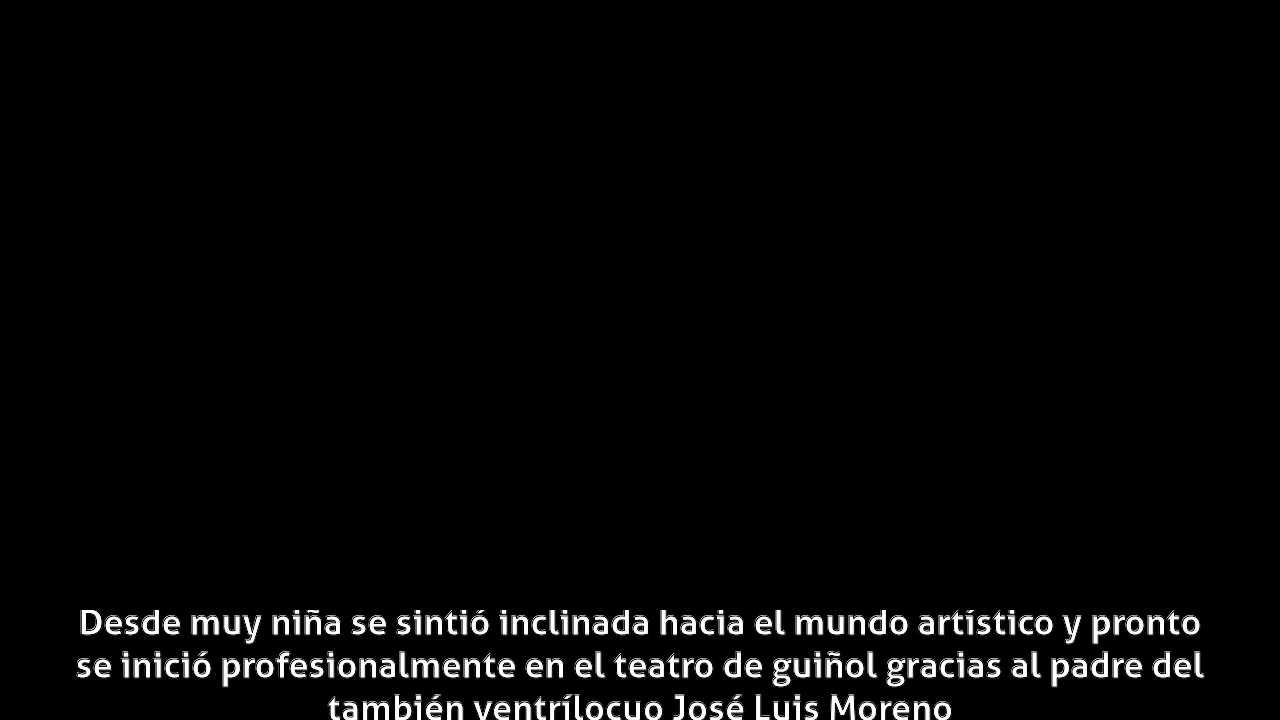 Desde muy niña se sintió inclinada hacia el mundo artístico y pronto
se inició profesionalmente en el teatro de guiñol gracias al padre del
también ventrílocuo José Luis Moreno